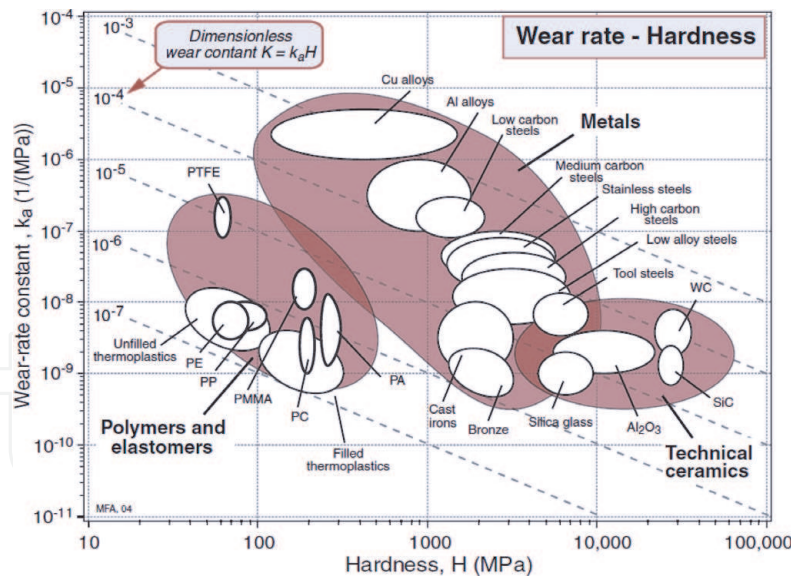 Wear rate - Hardness
Dimensionless
wear contant K = kₐH
10⁻³
10⁻⁴
10⁻⁵
10⁻⁶
10⁻⁷
10⁻⁴
10⁻⁵
10⁻⁶
10⁻⁷
10⁻⁸
10⁻⁹
10⁻¹⁰
10⁻¹¹
Wear-rate constant , kₐ (1/(MPa))
Cu alloys
Al alloys
Low carbon
steels
Metals
Medium carbon
steels
Stainless steels
High carbon
steels
Low alloy steels
Tool steels
WC
PTFE
Unfilled
thermoplastics
PE
PP
PMMA
PC
PA
Polymers and
elastomers
Filled
thermoplastics
Cast
irons
Bronze
Silica glass
Al₂O₃
SiC
Technical
ceramics
MFA, 04
10
100
1000
10,000
100,000
Hardness, H (MPa)